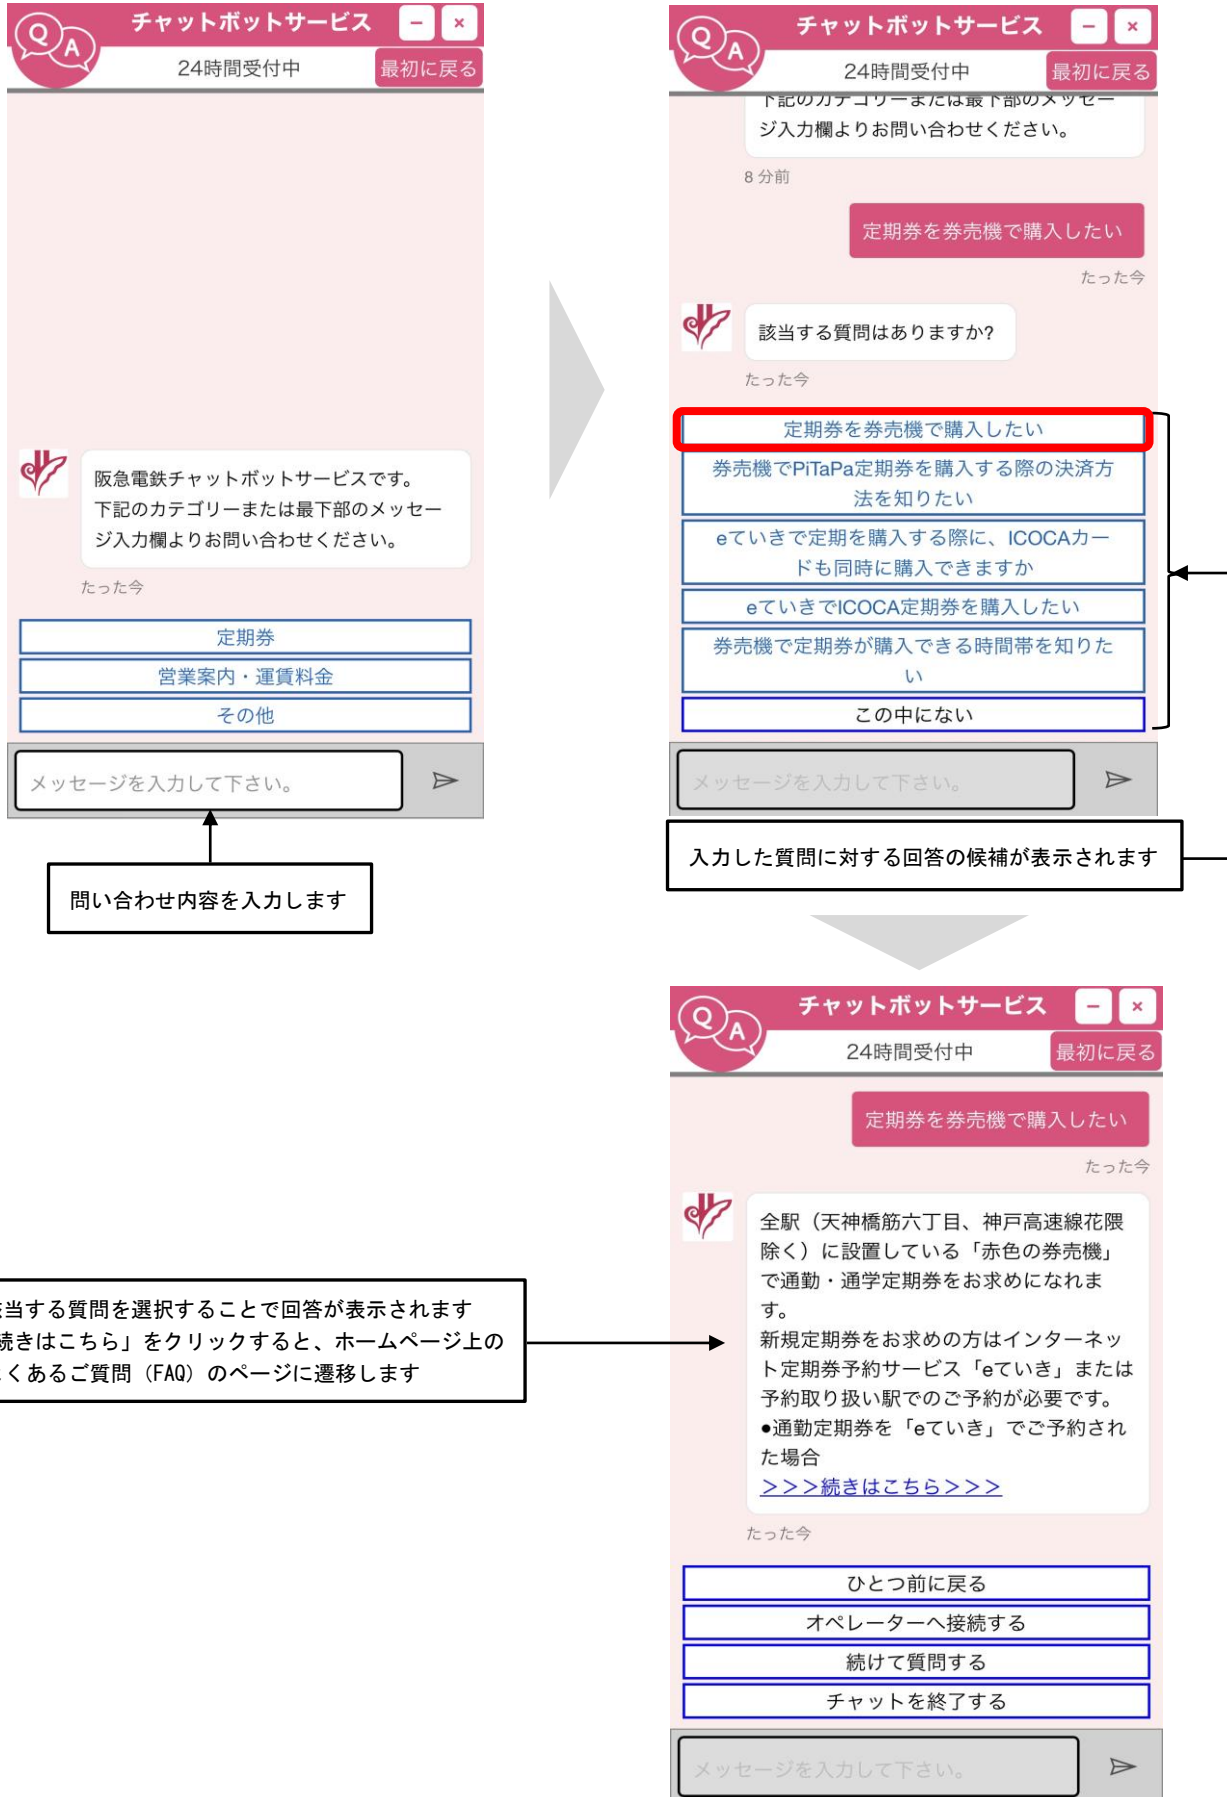 Q A
チャットボットサービス
− ×
24時間受付中
最初に戻る
阪急電鉄チャットボットサービスです。
下記のカテゴリーまたは最下部のメッセー
ジ入力欄よりお問い合わせください。
たった今
定期券
営業案内・運賃料金
その他
メッセージを入力して下さい。
問い合わせ内容を入力します
Q A
チャットボットサービス
− ×
24時間受付中
最初に戻る
下記のカテゴリーまたは最下部のメッセー
ジ入力欄よりお問い合わせください。
8 分前
定期券を券売機で購入したい
たった今
該当する質問はありますか?
たった今
定期券を券売機で購入したい
券売機でPiTaPa定期券を購入する際の決済方
法を知りたい
eていきで定期を購入する際に、ICOCAカー
ドも同時に購入できますか
eていきでICOCA定期券を購入したい
券売機で定期券が購入できる時間帯を知りた
い
この中にない
メッセージを入力して下さい。
入力した質問に対する回答の候補が表示されます
Q A
チャットボットサービス
− ×
24時間受付中
最初に戻る
定期券を券売機で購入したい
たった今
全駅（天神橋筋六丁目、神戸高速線花隈
除く）に設置している「赤色の券売機」
で通勤・通学定期券をお求めになれま
す。
新規定期券をお求めの方はインターネッ
ト定期券予約サービス「eていき」または
予約取り扱い駅でのご予約が必要です。
●通勤定期券を「eていき」でご予約され
た場合
＞＞＞続きはこちら＞＞＞
たった今
ひとつ前に戻る
オペレーターへ接続する
続けて質問する
チャットを終了する
メッセージを入力して下さい。
当する質問を選択することで回答が表示されます
続きはこちら」をクリックすると、ホームページ上の
くあるご質問（FAQ）のページに遷移します